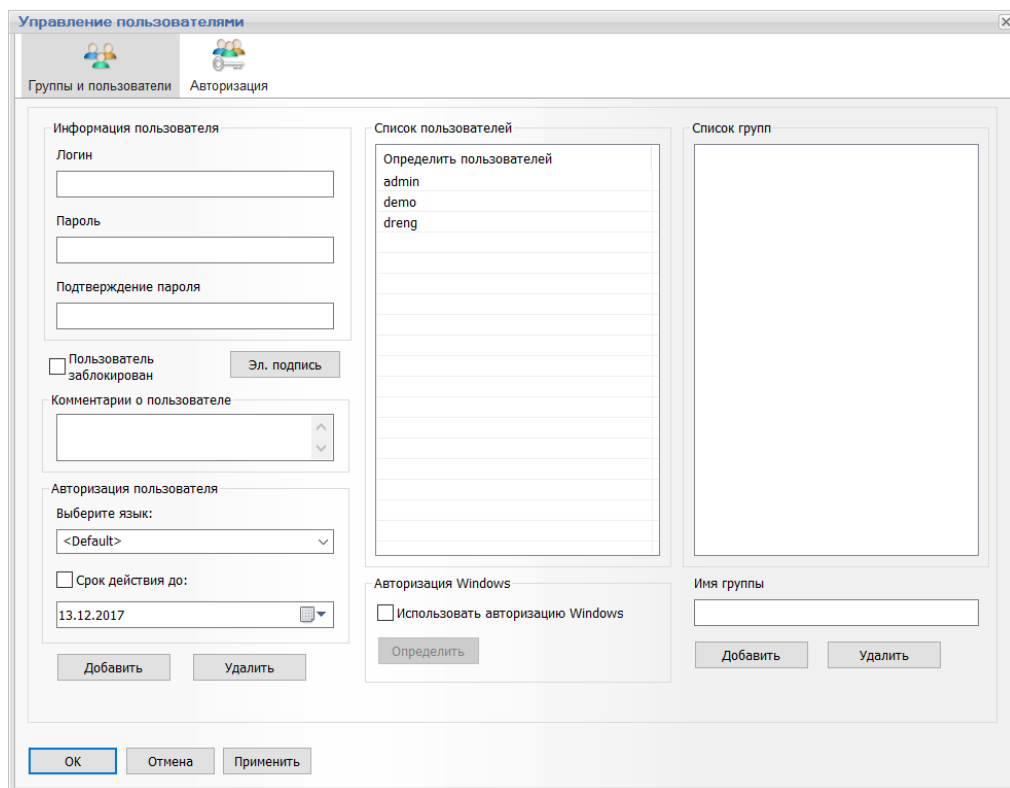 Управление пользователями
Группы и пользователи
Авторизация
Информация пользователя
Логин
Пароль
Подтверждение пароля
Пользователь
заблокирован
Эл. подпись
Комментарии о пользователе
Авторизация пользователя
Выберите язык:
<Default>
Срок действия до:
13.12.2017
Добавить
Удалить
Список пользователей
Определить пользователей
admin
demo
dreng
Авторизация Windows
Использовать авторизацию Windows
Определить
Список групп
Имя группы
Добавить
Удалить
ОК
Отмена
Применить